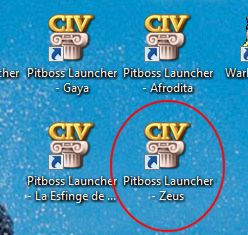 CIV
CIV
cher
Pitboss Launcher
- Gaya
Pitboss Launcher
- Afrodita
Warl
CIV
CIV
Pitboss Launcher
- La Esfinge de ...
Pitboss Launcher
- Zeus